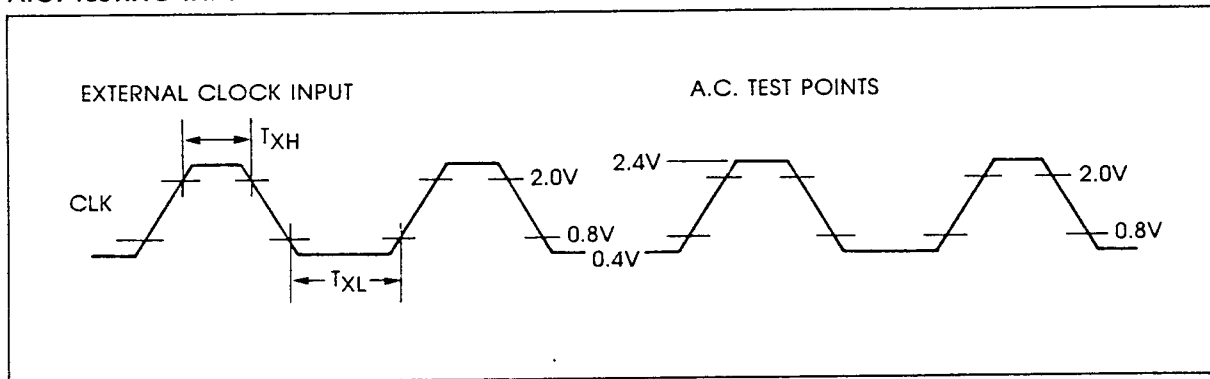 EXTERNAL CLOCK INPUT
TXH
CLK
2.0V
0.8V
TXL
A.C. TEST POINTS
2.4V
0.4V
2.0V
0.8V